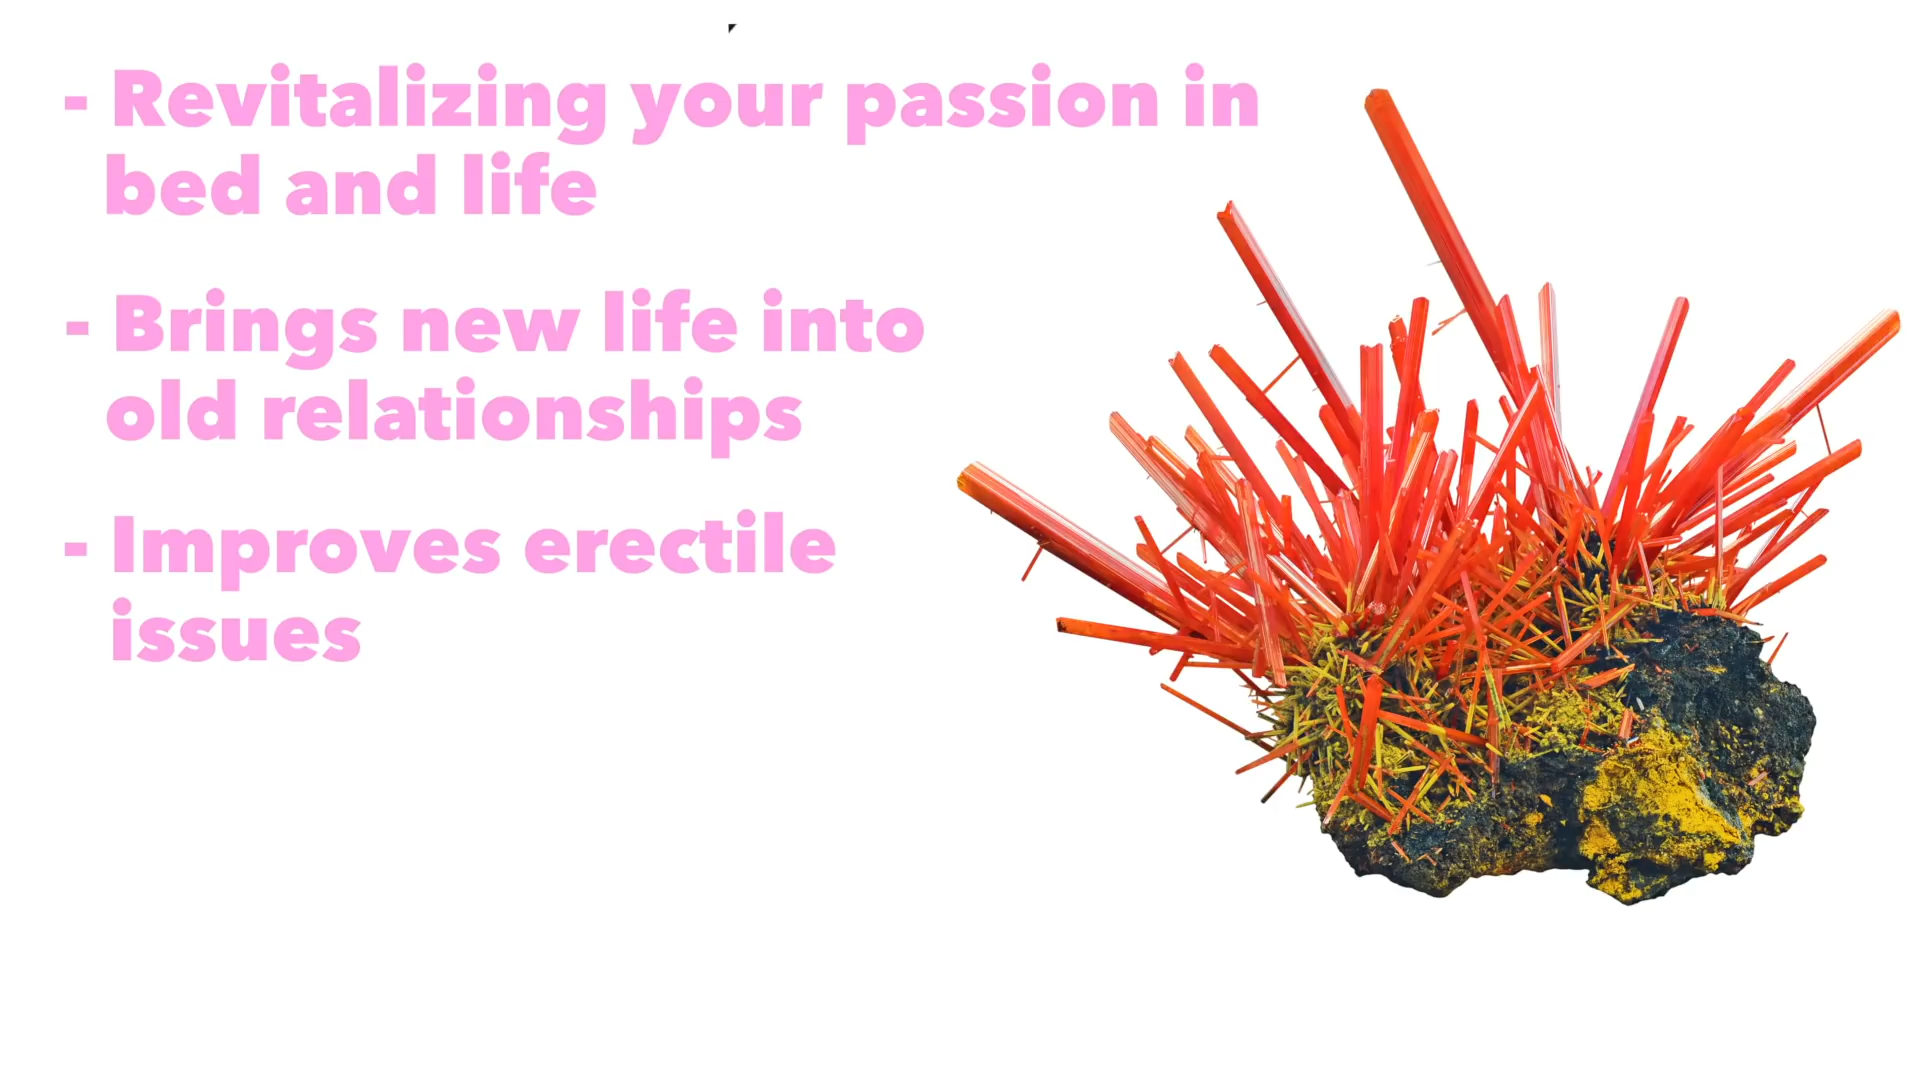 - Revitalizing your passion in
bed and life
- Brings new life into
old relationships
- Improves erectile
issues